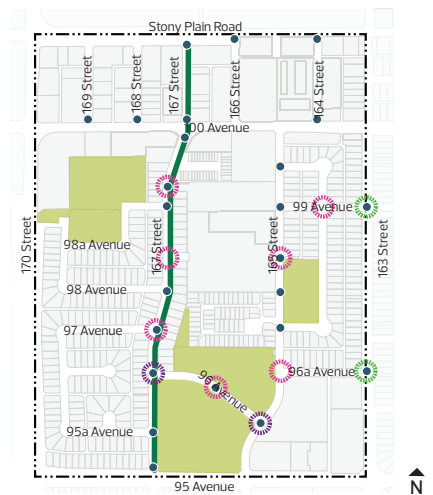 Stony Plain Road
169 Street
168 Street
167 Street
166 Street
164 Street
100 Avenue
99 Avenue
170 Street
98a Avenue
167 Street
165 Street
163 Street
98 Avenue
97 Avenue
96 Avenue
96a Avenue
95a Avenue
95 Avenue
N